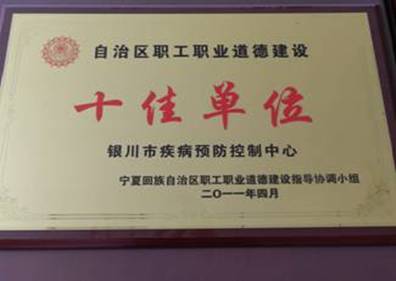 自治区职工职业道德建设
十佳单位
银川市疾病预防控制中心
宁夏回族自治区职工职业道德建设指导协调小组
二〇一一年四月